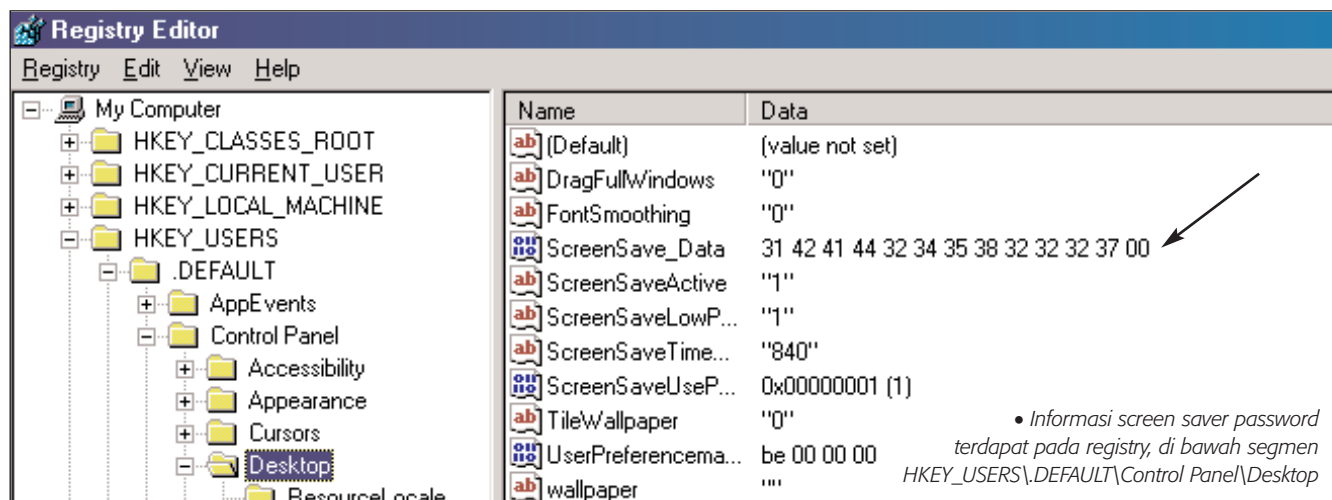 Registry Editor
Registry Edit View Help
My Computer
HKEY_CLASSES_ROOT
HKEY_CURRENT_USER
HKEY_LOCAL_MACHINE
HKEY_USERS
.DEFAULT
AppEvents
Control Panel
Accessibility
Appearance
Cursors
Desktop
ResourceLocale
Name Data
(Default) (value not set)
DragFullWindows "0"
FontSmoothing "0"
ScreenSave_Data 31 42 41 44 32 34 35 38 32 32 32 37 00
ScreenSaveActive "1"
ScreenSaveLowP... "1"
ScreenSaveTime... "840"
ScreenSaveUseP... 0x00000001 (1)
TileWallpaper "0"
UserPreferencema... be 00 00 00
wallpaper ""
• Informasi screen saver password
terdapat pada registry, di bawah segmen
HKEY_USERS\.DEFAULT\Control Panel\Desktop